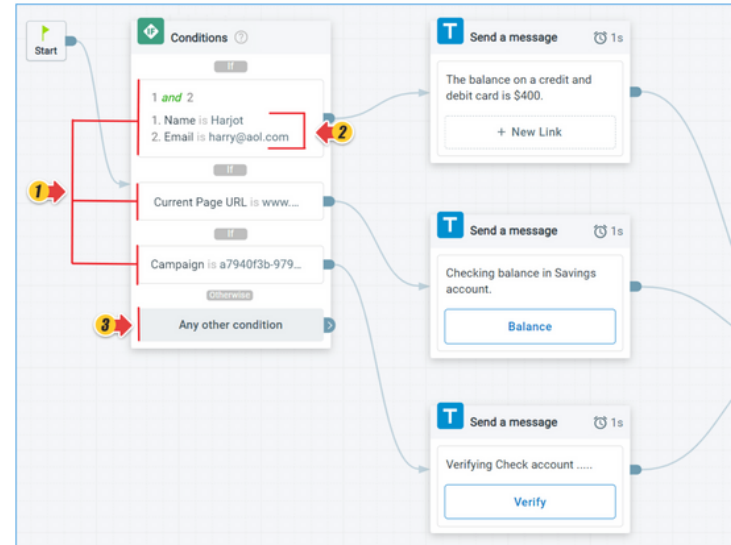 Start
IF
Conditions ?
If
1 and 2
1. Name is Harjot
2. Email is harry@aol.com
2
If
1
Current Page URL is www....
If
Campaign is a7940f3b-979...
Otherwise
3
Any other condition
T
Send a message
1s
The balance on a credit and
debit card is $400.
+ New Link
T
Send a message
1s
Checking balance in Savings
account.
Balance
T
Send a message
1s
Verifying Check account .....
Verify